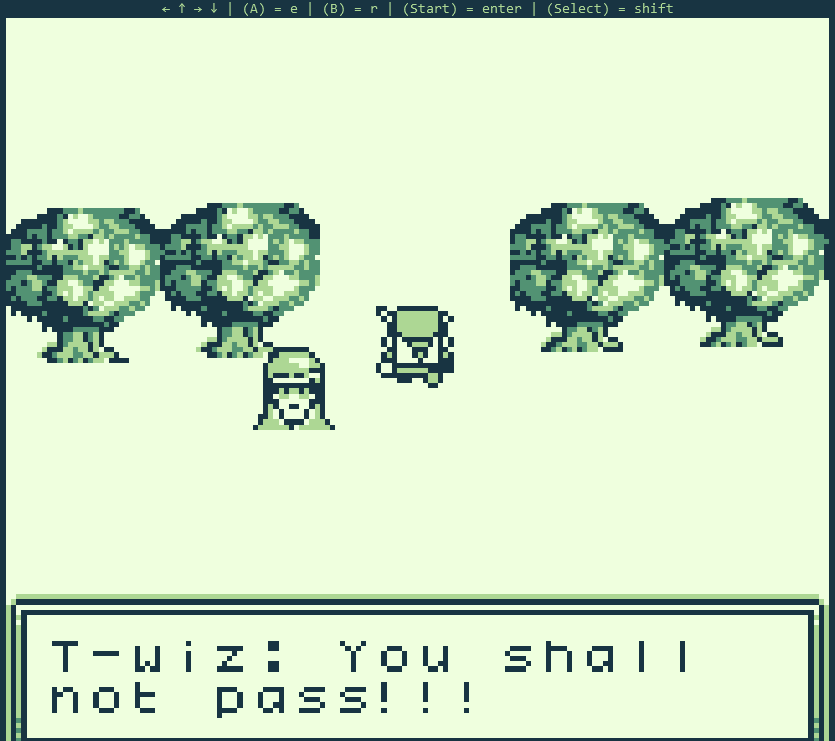 ← ↑ → ↓ | (A) = e | (B) = r | (Start) = enter | (Select) = shift
T-wiz: You shall
not pass!!!